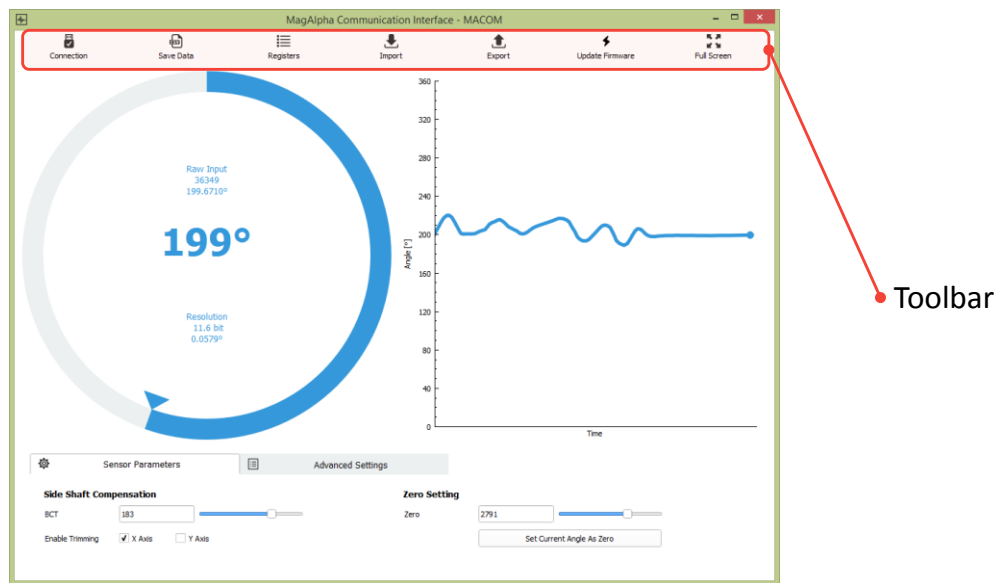 MagAlpha Communication Interface - MACOM
Connection Save Data Registers Import Export Update Firmware Full Screen
Toolbar
Raw Input
36349
199.6710°
199°
Resolution
11.6 bit
0.0579°
360
320
280
240
200
160
120
80
40
0
Angle [°]
Time
Sensor Parameters Advanced Settings
Side Shaft Compensation Zero Setting
BCT 183 Zero 2791
Enable Trimming X Axis Y Axis Set Current Angle As Zero